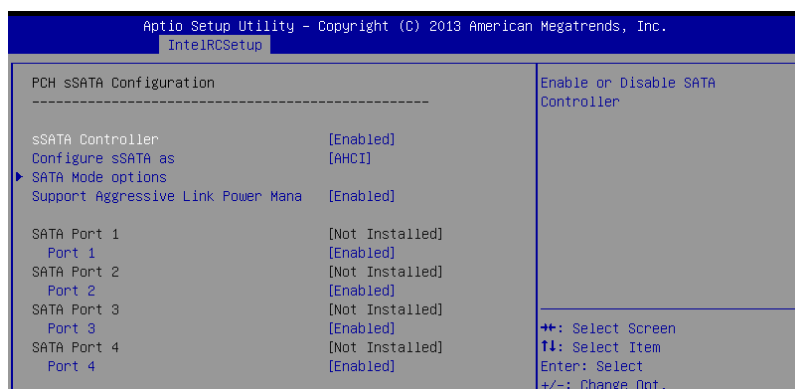 Aptio Setup Utility – Copyright (C) 2013 American Megatrends, Inc.
IntelRCSetup
PCH sSATA Configuration
--------------------------------------------------
sSATA Controller [Enabled]
Configure sSATA as [AHCI]
SATA Mode options
Support Aggressive Link Power Mana [Enabled]
SATA Port 1 [Not Installed]
Port 1 [Enabled]
SATA Port 2 [Not Installed]
Port 2 [Enabled]
SATA Port 3 [Not Installed]
Port 3 [Enabled]
SATA Port 4 [Not Installed]
Port 4 [Enabled]
Enable or Disable SATA
Controller
→←: Select Screen
↑↓: Select Item
Enter: Select
+/-: Change Opt.